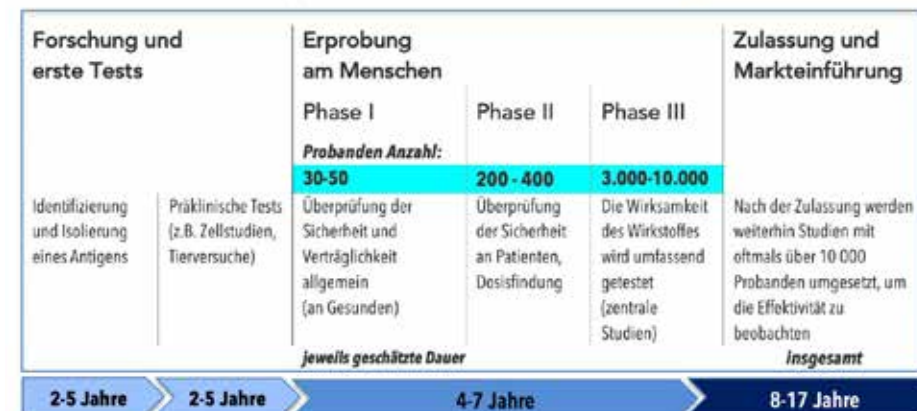 Forschung und
erste Tests
Erprobung
am Menschen
Zulassung und
Markteinführung
Phase I
Phase II
Phase III
Probanden Anzahl:
30-50
200 - 400
3.000-10.000
Identifizierung
und Isolierung
eines Antigens
Präklinische Tests
(z.B. Zellstudien,
Tierversuche)
Überprüfung der
Sicherheit und
Verträglichkeit
allgemein
(an Gesunden)
Überprüfung
der Sicherheit
an Patienten,
Dosisfindung
Die Wirksamkeit
des Wirkstoffes
wird umfassend
getestet
(zentrale
Studien)
Nach der Zulassung werden
weiterhin Studien mit
oftmals über 10 000
Probanden umgesetzt, um
die Effektivität zu
beobachten
jeweils geschätzte Dauer
insgesamt
2-5 Jahre
2-5 Jahre
4-7 Jahre
8-17 Jahre